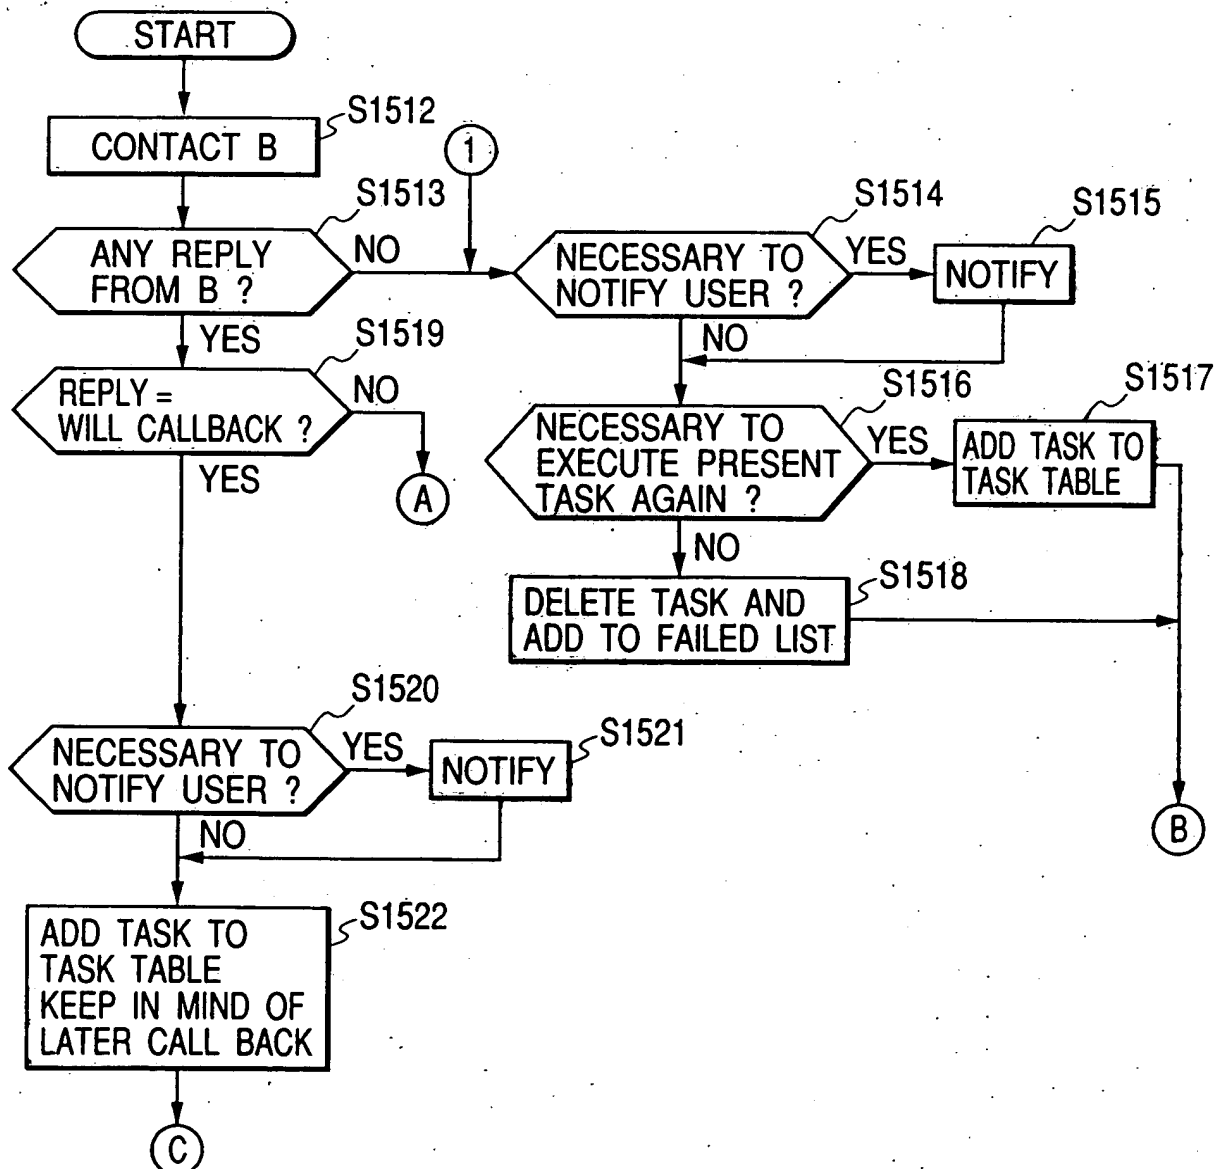 START
S1512
CONTACT B
1
S1513
ANY REPLY
FROM B ?
NO
YES
S1514
NECESSARY TO
NOTIFY USER ?
YES
NO
S1515
NOTIFY
S1519
REPLY =
WILL CALLBACK ?
NO
A
YES
S1516
NECESSARY TO
EXECUTE PRESENT
TASK AGAIN ?
YES
NO
S1517
ADD TASK TO
TASK TABLE
S1518
DELETE TASK AND
ADD TO FAILED LIST
S1520
NECESSARY TO
NOTIFY USER ?
YES
NO
S1521
NOTIFY
B
S1522
ADD TASK TO
TASK TABLE
KEEP IN MIND OF
LATER CALL BACK
C